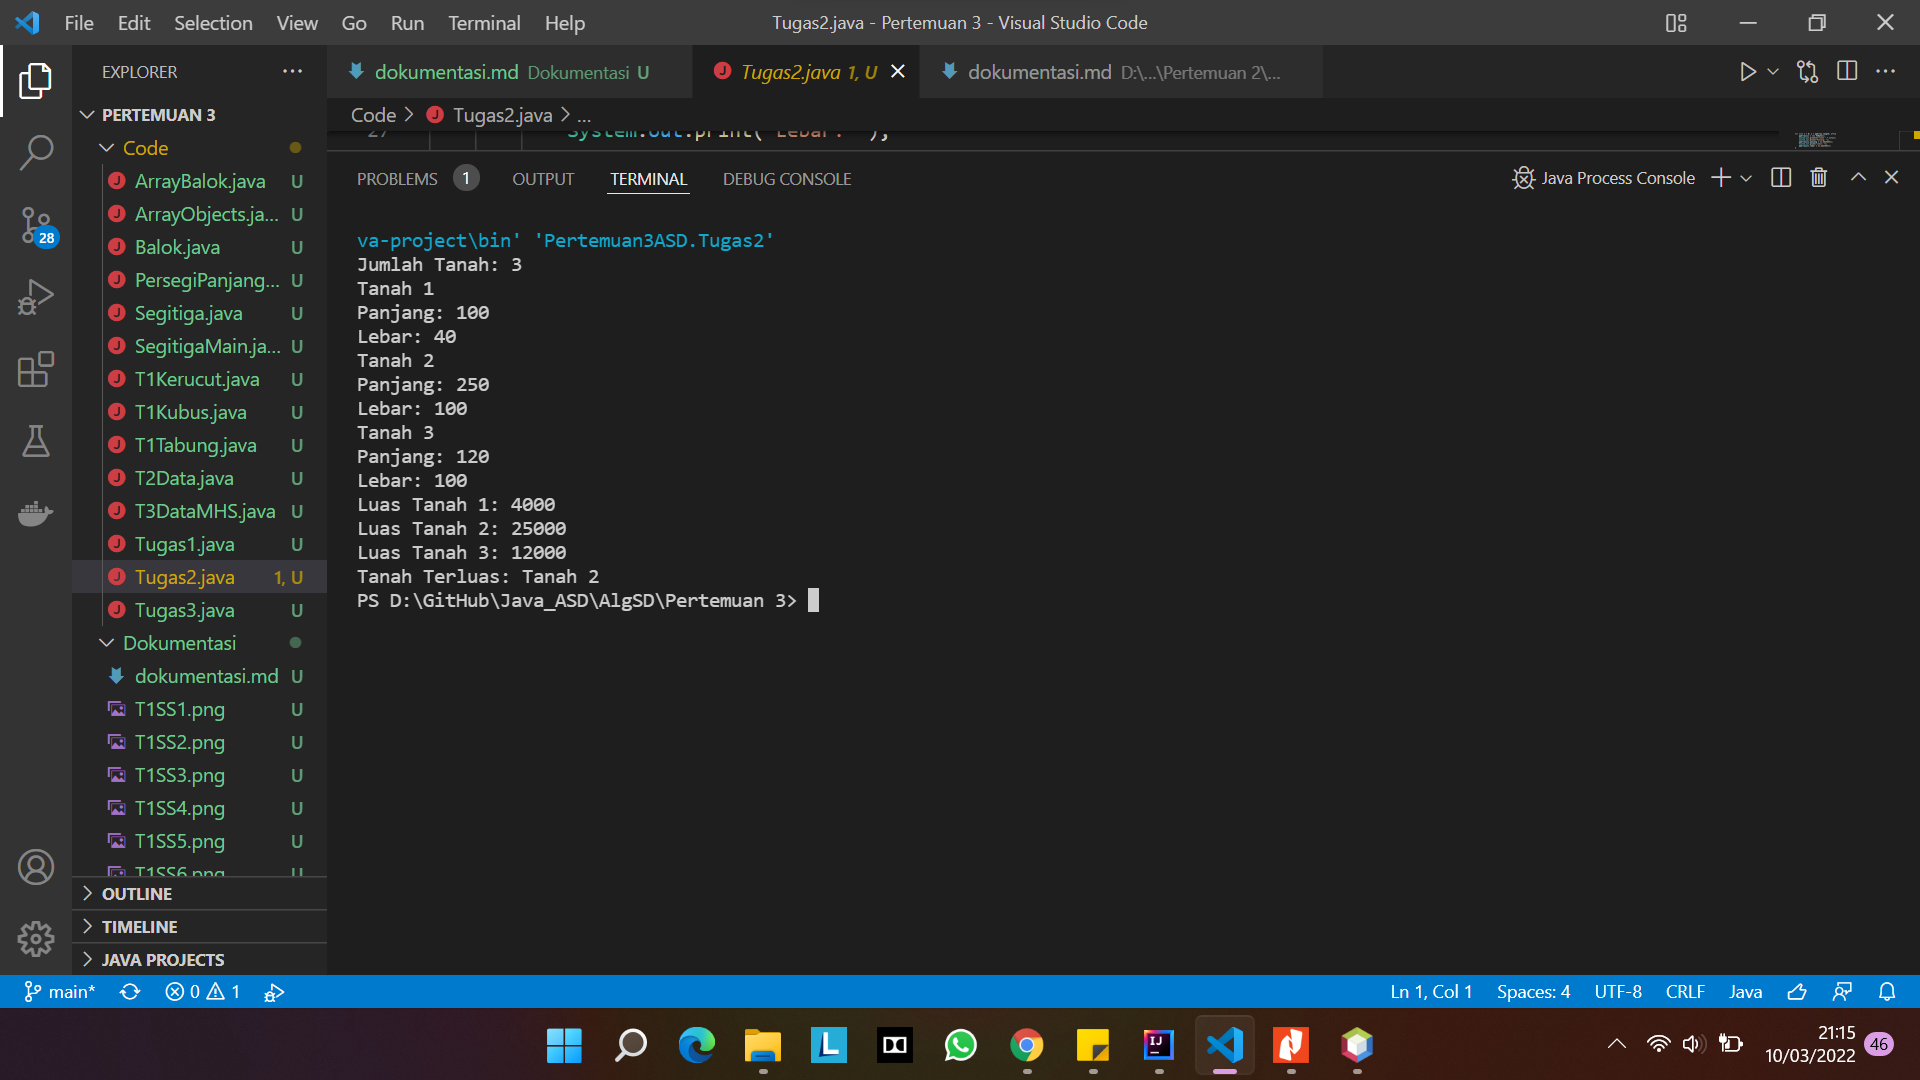 File Edit Selection View Go Run Terminal Help
Tugas2.java - Pertemuan 3 - Visual Studio Code
EXPLORER
PERTEMUAN 3
Code
ArrayBalok.java U
ArrayObjects.ja... U
Balok.java U
PersegiPanjang... U
Segitiga.java U
SegitigaMain.ja... U
T1Kerucut.java U
T1Kubus.java U
T1Tabung.java U
T2Data.java U
T3DataMHS.java U
Tugas1.java U
Tugas2.java 1, U
Tugas3.java U
Dokumentasi
dokumentasi.md U
T1SS1.png U
T1SS2.png U
T1SS3.png U
T1SS4.png U
T1SS5.png U
T1SS6.png U
OUTLINE
TIMELINE
JAVA PROJECTS
28
dokumentasi.md Dokumentasi U
Tugas2.java 1, U
dokumentasi.md D:\...\Pertemuan 2\...
Code > Tugas2.java > ...
27 System.out.print("Lebar: ");
PROBLEMS 1 OUTPUT TERMINAL DEBUG CONSOLE
Java Process Console
va-project\bin' 'Pertemuan3ASD.Tugas2'
Jumlah Tanah: 3
Tanah 1
Panjang: 100
Lebar: 40
Tanah 2
Panjang: 250
Lebar: 100
Tanah 3
Panjang: 120
Lebar: 100
Luas Tanah 1: 4000
Luas Tanah 2: 25000
Luas Tanah 3: 12000
Tanah Terluas: Tanah 2
PS D:\GitHub\Java_ASD\AlgSD\Pertemuan 3>
main* 0 1
Ln 1, Col 1 Spaces: 4 UTF-8 CRLF Java
L
IJ
21:15
10/03/2022
46